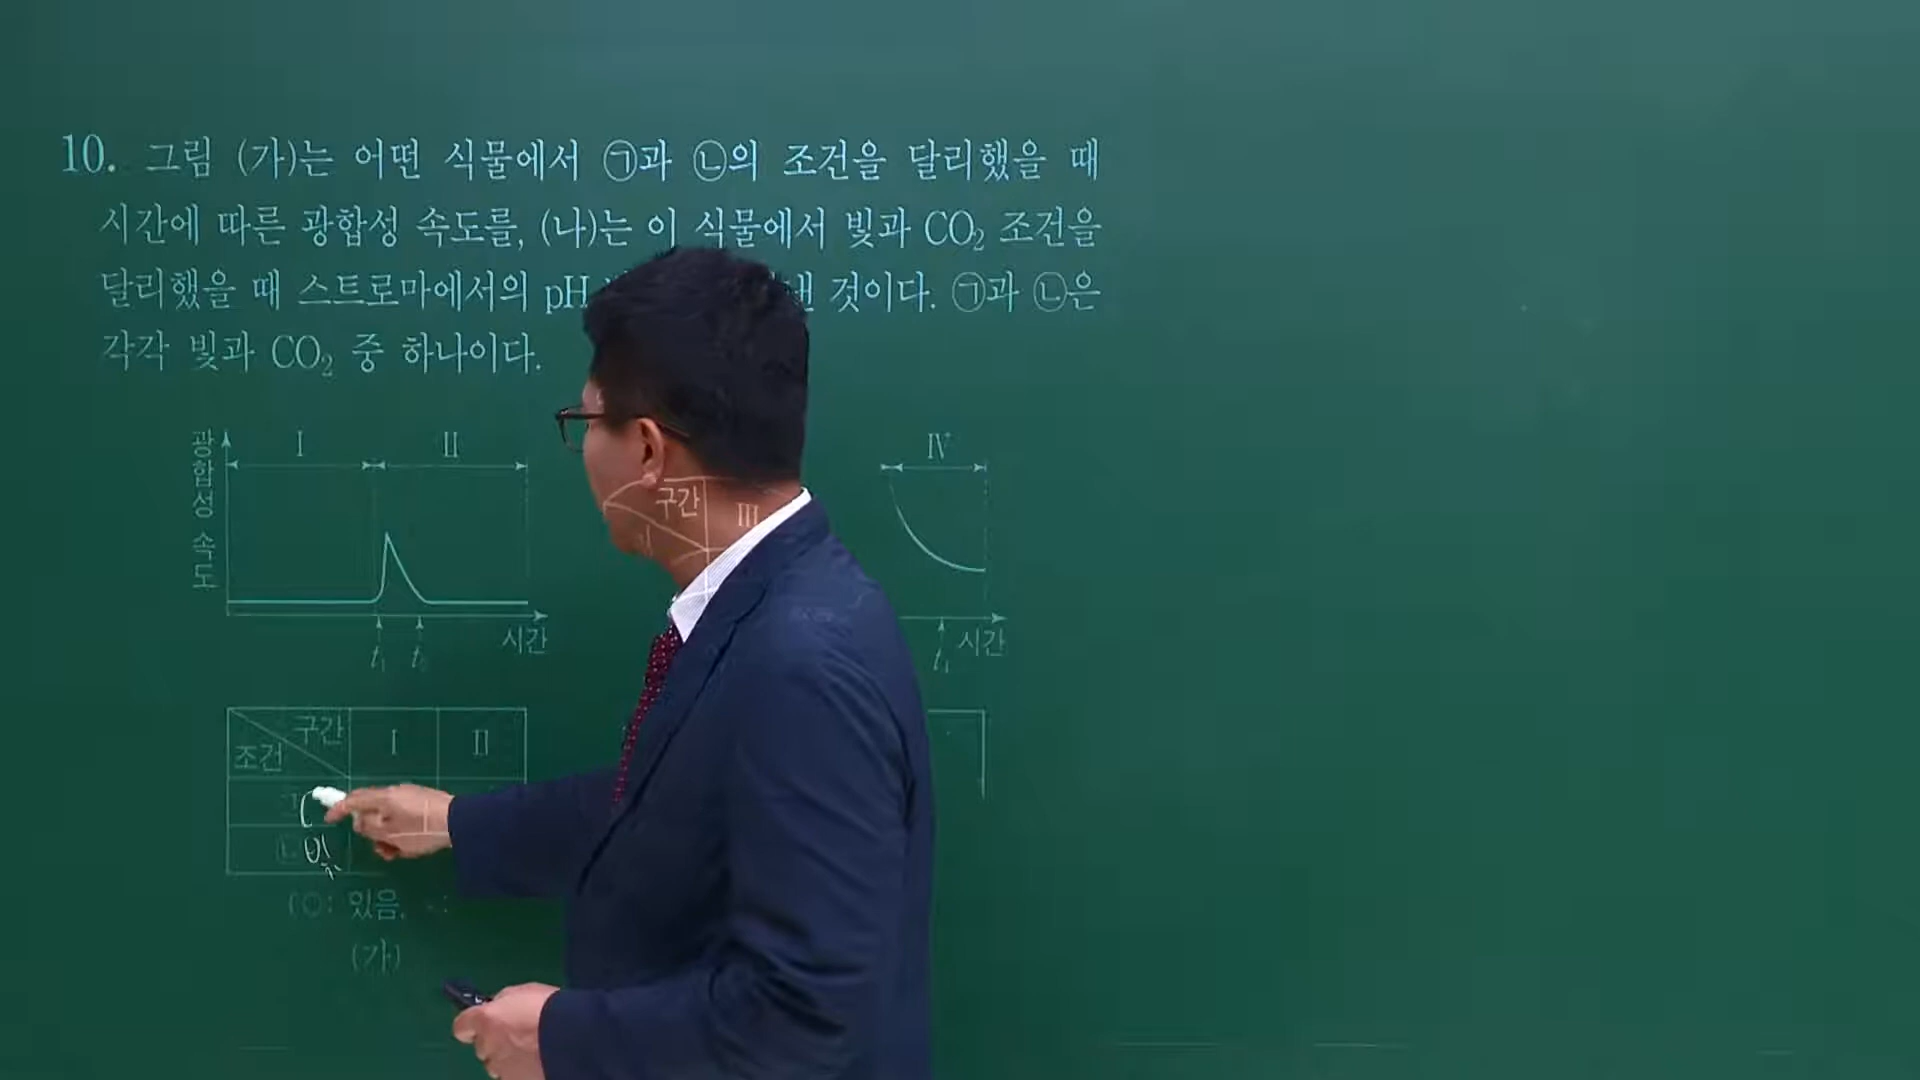 10. 그림 (가)는 어떤 식물에서 ㉠과 ㉡의 조건을 달리했을 때
시간에 따른 광합성 속도를, (나)는 이 식물에서 빛과 CO₂ 조건을
달리했을 때 스트로마에서의 pH 것이다. ㉠과 ㉡은
각각 빛과 CO₂ 중 하나이다.
광합성 속도
I
II
시간
t₁
구간
III
IV
시간
구간
조건
I
II
㉡ 빛
(○: 있음,
(가)